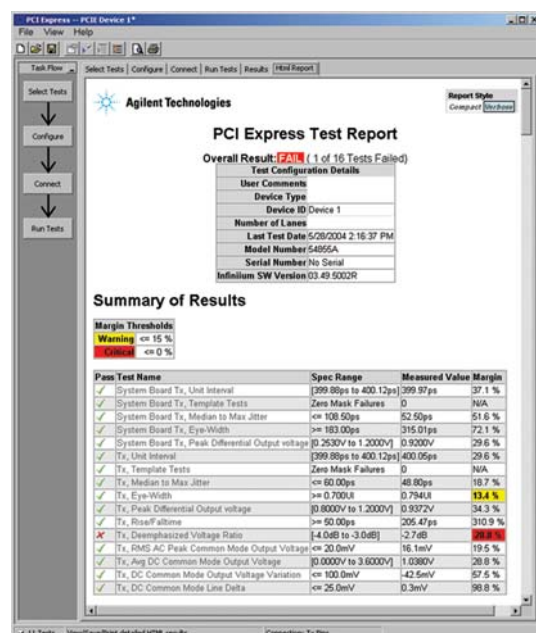 PCI Express -- PCIE Device 1*
File View Help
Task Flow
Select Tests
Configure
Connect
Run Tests
Select Tests Configure Connect Run Tests Results Html Report
Agilent Technologies
Report Style
Compact Verbose
PCI Express Test Report
Overall Result: FAIL ( 1 of 16 Tests Failed)
Test Configuration Details
User Comments
Device Type
Device ID Device 1
Number of Lanes
Last Test Date 5/28/2004 2:16:37 PM
Model Number 54855A
Serial Number No Serial
Infiniium SW Version 03.49.5002R
Summary of Results
Margin Thresholds
Warning <= 15 %
Critical <= 0 %
Pass Test Name Spec Range Measured Value Margin
System Board Tx, Unit Interval [399.88ps to 400.12ps] 399.97ps 37.1 %
System Board Tx, Template Tests Zero Mask Failures 0 N/A
System Board Tx, Median to Max Jitter <= 108.50ps 52.50ps 51.6 %
System Board Tx, Eye-Width >= 183.00ps 315.01ps 72.1 %
System Board Tx, Peak Differential Output voltage [0.2530V to 1.2000V] 0.9200V 29.6 %
Tx, Unit Interval [399.88ps to 400.12ps] 400.05ps 29.6 %
Tx, Template Tests Zero Mask Failures 0 N/A
Tx, Median to Max Jitter <= 60.00ps 48.80ps 18.7 %
Tx, Eye-Width >= 0.700UI 0.794UI 13.4 %
Tx, Peak Differential Output voltage [0.8000V to 1.2000V] 0.9372V 34.3 %
Tx, Rise/Falltime >= 50.00ps 205.47ps 310.9 %
Tx, Deemphasized Voltage Ratio [-4.0dB to -3.0dB] -2.7dB
Tx, RMS AC Peak Common Mode Output Voltage <= 20.0mV 16.1mV 19.5 %
Tx, Avg DC Common Mode Output Voltage [0.0000V to 3.6000V] 1.0380V 28.8 %
Tx, DC Common Mode Output Voltage Variation <= 100.0mV -42.5mV 57.5 %
Tx, DC Common Mode Line Delta <= 25.0mV 0.3mV 98.8 %